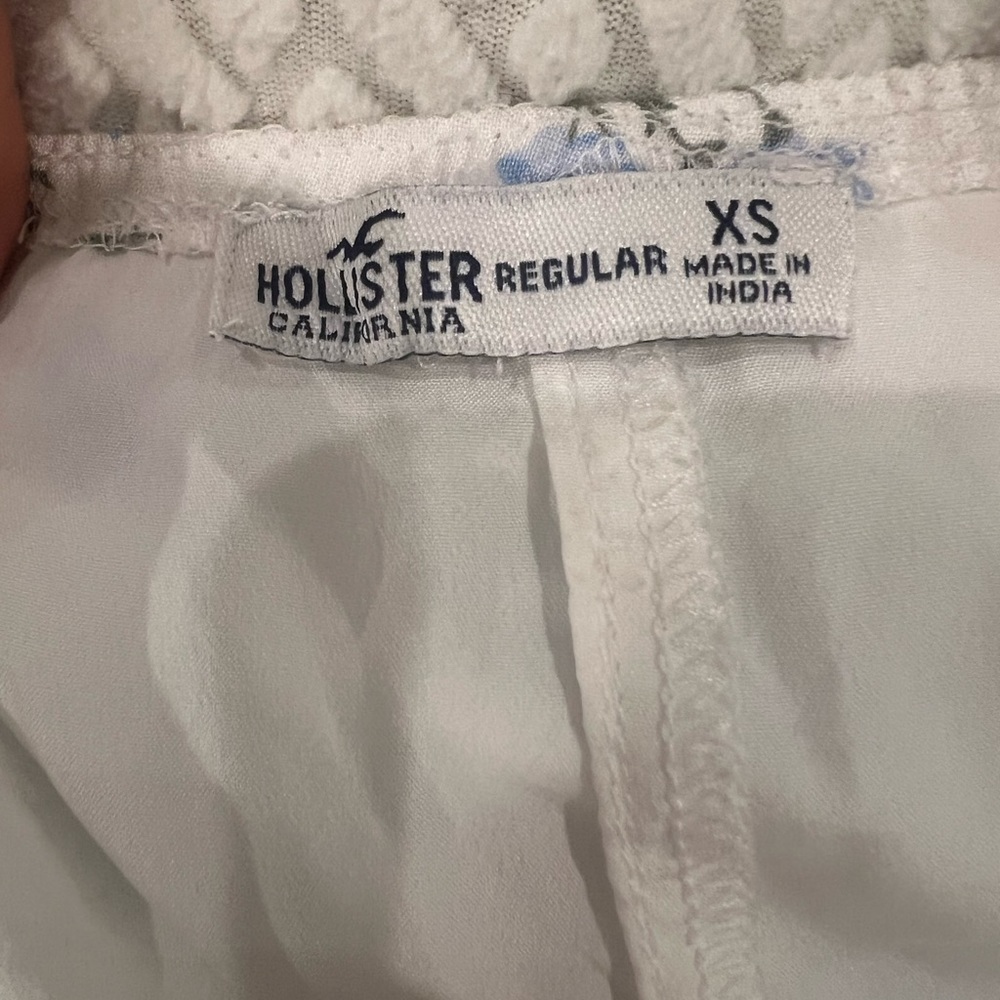 HOLLISTER
CALIFORNIA
REGULAR
XS
MADE IN
INDIA